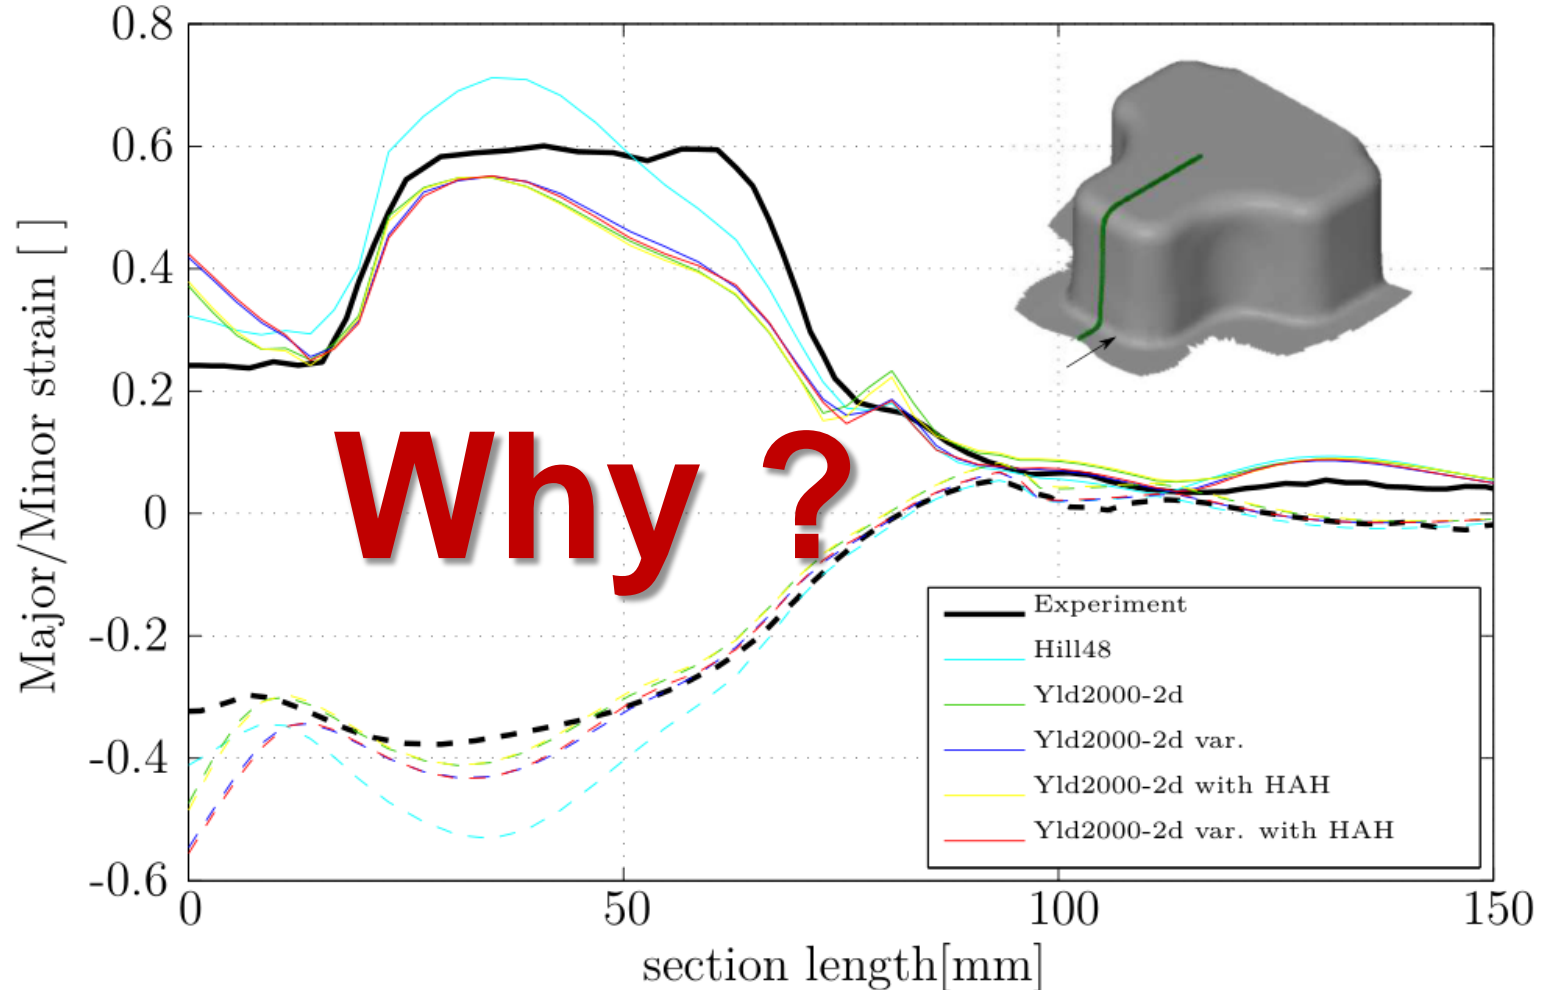 0.8
0.6
0.4
0.2
0
-0.2
-0.4
-0.6
Major/Minor strain [ ]
Why ?
Experiment
Hill48
Yld2000-2d
Yld2000-2d var.
Yld2000-2d with HAH
Yld2000-2d var. with HAH
0 50 100 150
section length[mm]